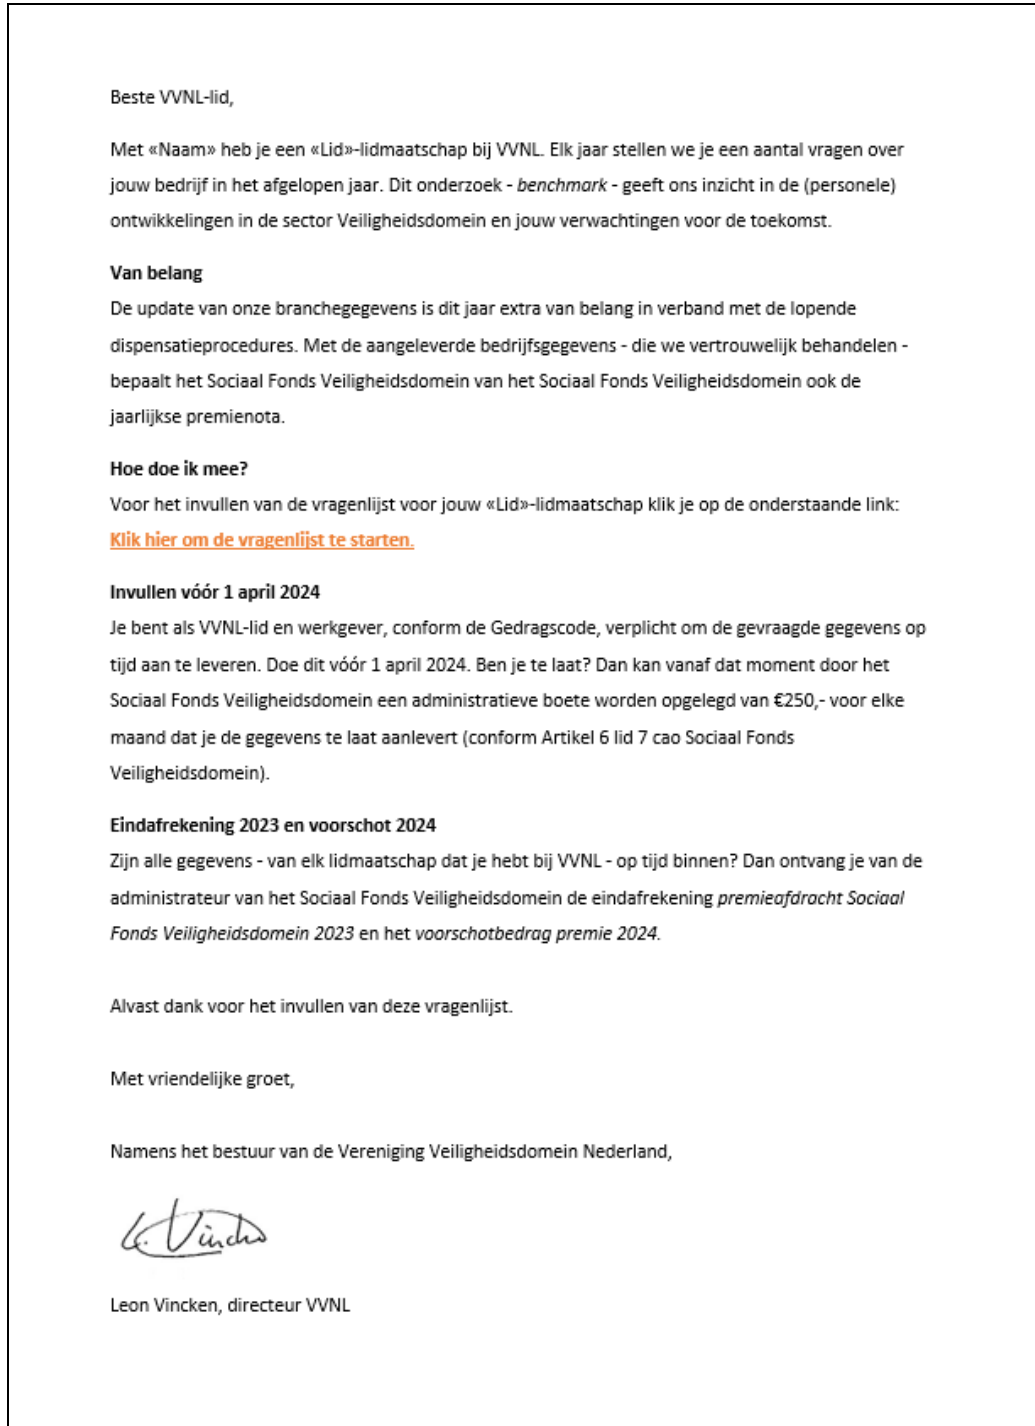 Beste VVNL-lid,
Met «Naam» heb je een «Lid»-lidmaatschap bij VVNL. Elk jaar stellen we je een aantal vragen over
jouw bedrijf in het afgelopen jaar. Dit onderzoek - benchmark - geeft ons inzicht in de (personele)
ontwikkelingen in de sector Veiligheidsdomein en jouw verwachtingen voor de toekomst.
Van belang
De update van onze branchegegevens is dit jaar extra van belang in verband met de lopende
dispensatieprocedures. Met de aangeleverde bedrijfsgegevens - die we vertrouwelijk behandelen -
bepaalt het Sociaal Fonds Veiligheidsdomein van het Sociaal Fonds Veiligheidsdomein ook de
jaarlijkse premienota.
Hoe doe ik mee?
Voor het invullen van de vragenlijst voor jouw «Lid»-lidmaatschap klik je op de onderstaande link:
Klik hier om de vragenlijst te starten.
Invullen vóór 1 april 2024
Je bent als VVNL-lid en werkgever, conform de Gedragscode, verplicht om de gevraagde gegevens op
tijd aan te leveren. Doe dit vóór 1 april 2024. Ben je te laat? Dan kan vanaf dat moment door het
Sociaal Fonds Veiligheidsdomein een administratieve boete worden opgelegd van €250,- voor elke
maand dat je de gegevens te laat aanlevert (conform Artikel 6 lid 7 cao Sociaal Fonds
Veiligheidsdomein).
Eindafrekening 2023 en voorschot 2024
Zijn alle gegevens - van elk lidmaatschap dat je hebt bij VVNL - op tijd binnen? Dan ontvang je van de
administrateur van het Sociaal Fonds Veiligheidsdomein de eindafrekening premieafdracht Sociaal
Fonds Veiligheidsdomein 2023 en het voorschotbedrag premie 2024.
Alvast dank voor het invullen van deze vragenlijst.
Met vriendelijke groet,
Namens het bestuur van de Vereniging Veiligheidsdomein Nederland,
Leon Vincken, directeur VVNL